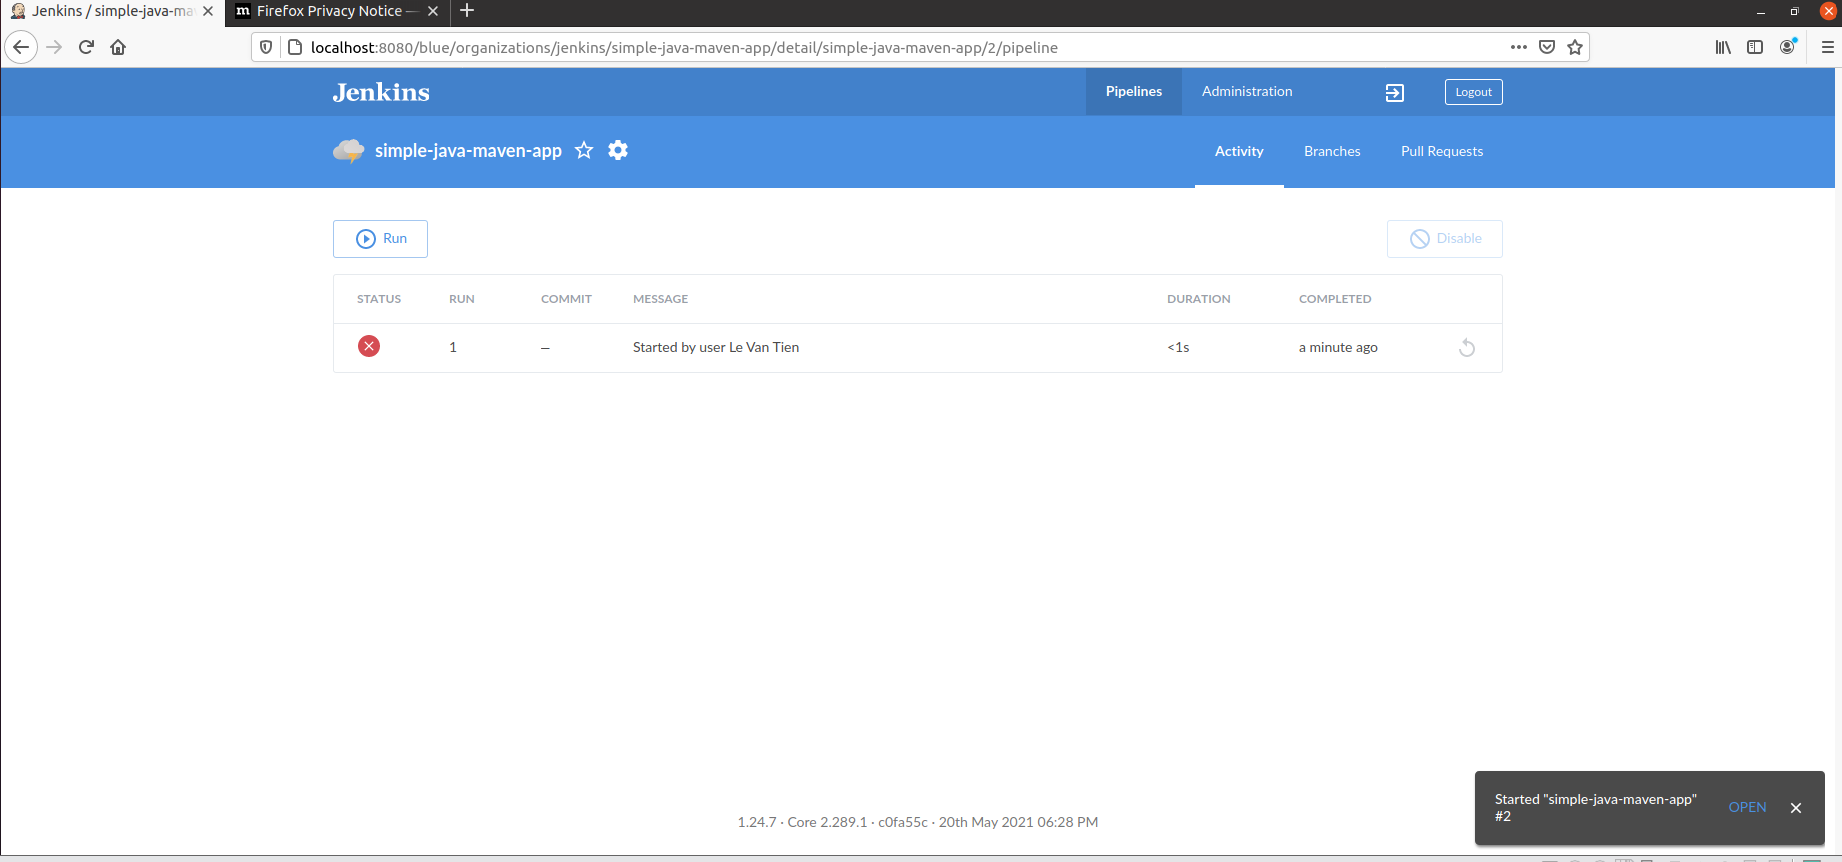 Jenkins / simple-java-ma
m Firefox Privacy Notice —
localhost:8080/blue/organizations/jenkins/simple-java-maven-app/detail/simple-java-maven-app/2/pipeline
Jenkins
Pipelines
Administration
Logout
simple-java-maven-app
Activity
Branches
Pull Requests
Run
Disable
STATUS RUN COMMIT MESSAGE DURATION COMPLETED
1 — Started by user Le Van Tien <1s a minute ago
Started "simple-java-maven-app"
#2
OPEN
1.24.7 · Core 2.289.1 · c0fa55c · 20th May 2021 06:28 PM